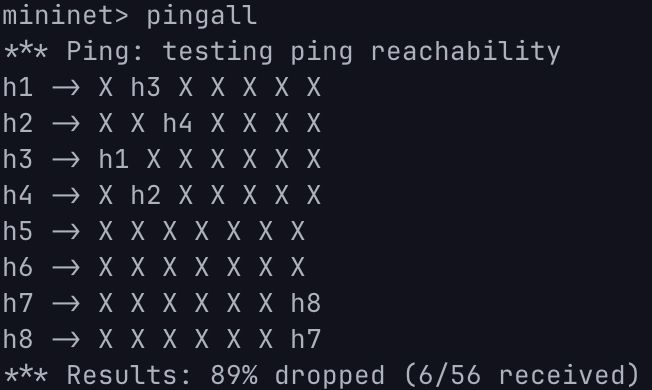 mininet> pingall
*** Ping: testing ping reachability
h1 -> X h3 X X X X X
h2 -> X X h4 X X X X
h3 -> h1 X X X X X X
h4 -> X h2 X X X X X
h5 -> X X X X X X X
h6 -> X X X X X X X
h7 -> X X X X X X h8
h8 -> X X X X X X h7
*** Results: 89% dropped (6/56 received)